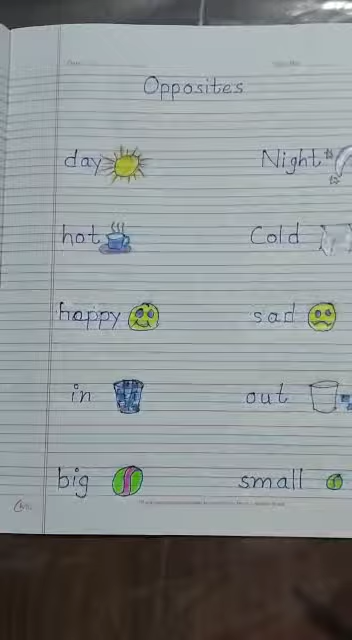 Opposites
day Night
hot Cold
happy sad
in out
big small